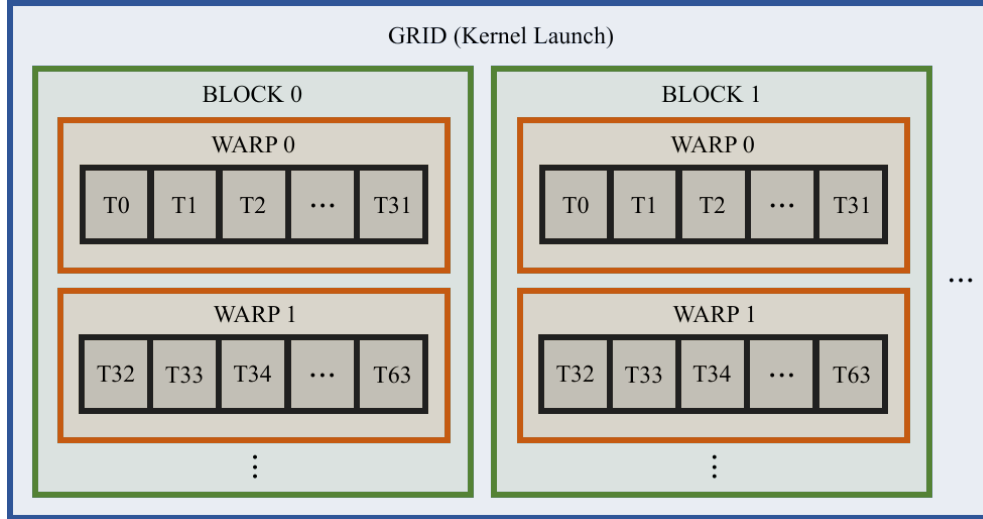 GRID (Kernel Launch)
BLOCK 0
WARP 0
T0 T1 T2 ... T31
WARP 1
T32 T33 T34 ... T63
⋮
BLOCK 1
WARP 0
T0 T1 T2 ... T31
WARP 1
T32 T33 T34 ... T63
⋮
...